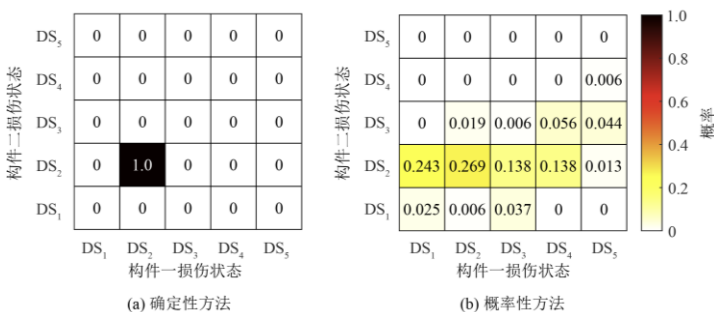 构件二损伤状态
DS₅ 0 0 0 0 0
DS₄ 0 0 0 0 0
DS₃ 0 0 0 0 0
DS₂ 0 1.0 0 0 0
DS₁ 0 0 0 0 0
DS₁ DS₂ DS₃ DS₄ DS₅
构件一损伤状态
(a) 确定性方法
构件二损伤状态
DS₅ 0 0 0 0 0
DS₄ 0 0 0 0 0.006
DS₃ 0 0.019 0.006 0.056 0.044
DS₂ 0.243 0.269 0.138 0.138 0.013
DS₁ 0.025 0.006 0.037 0 0
DS₁ DS₂ DS₃ DS₄ DS₅
构件一损伤状态
(b) 概率性方法
1.0
0.8
0.6
0.4
0.2
0
概率